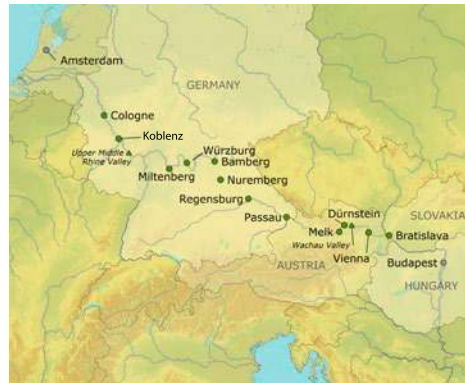 Amsterdam
GERMANY
Cologne
Koblenz
Upper Middle
Rhine Valley
Würzburg
Bamberg
Miltenberg
Nuremberg
Regensburg
Passau
Dürnstein
SLOVAKIA
Melk
Bratislava
Wachau Valley
Vienna
AUSTRIA
Budapest
HUNGARY